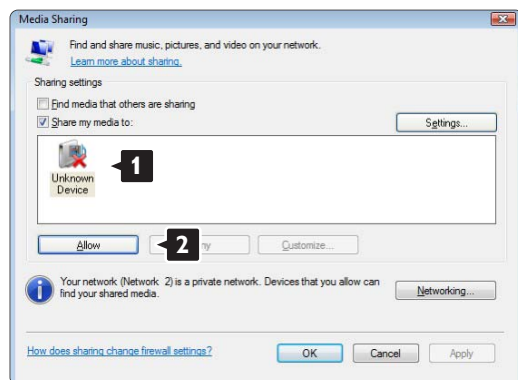 Media Sharing
Find and share music, pictures, and video on your network.
Learn more about sharing.
Sharing settings
Find media that others are sharing
Share my media to:
Settings...
Unknown
Device
1
Allow
2
Customize...
Your network (Network 2) is a private network. Devices that you allow can
find your shared media.
Networking...
How does sharing change firewall settings?
OK
Cancel
Apply